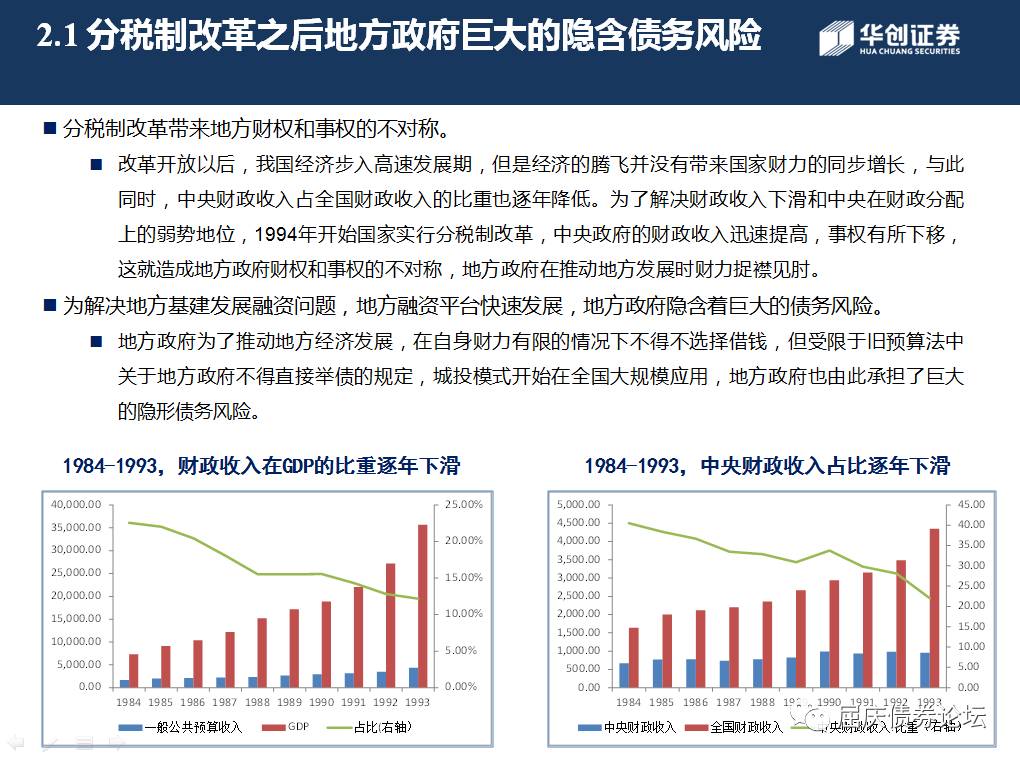 2.1 分税制改革之后地方政府巨大的隐含债务风险
华创证券
HUA CHUANG SECURITIES
■ 分税制改革带来地方财权和事权的不对称。
■ 改革开放以后，我国经济步入高速发展期，但是经济的腾飞并没有带来国家财力的同步增长，与此
同时，中央财政收入占全国财政收入的比重也逐年降低。为了解决财政收入下滑和中央在财政分配
上的弱势地位，1994年开始国家实行分税制改革，中央政府的财政收入迅速提高，事权有所下移，
这就造成地方政府财权和事权的不对称，地方政府在推动地方发展时财力捉襟见肘。
■ 为解决地方基建发展融资问题，地方融资平台快速发展，地方政府隐含着巨大的债务风险。
■ 地方政府为了推动地方经济发展，在自身财力有限的情况下不得不选择借钱，但受限于旧预算法中
关于地方政府不得直接举债的规定，城投模式开始在全国大规模应用，地方政府也由此承担了巨大
的隐形债务风险。
1984-1993，财政收入在GDP的比重逐年下滑
40,000.00
35,000.00
30,000.00
25,000.00
20,000.00
15,000.00
10,000.00
5,000.00
0.00
25.00%
20.00%
15.00%
10.00%
5.00%
0.00%
1984 1985 1986 1987 1988 1989 1990 1991 1992 1993
一般公共预算收入 GDP 占比(右轴)
1984-1993，中央财政收入占比逐年下滑
5,000.00
4,500.00
4,000.00
3,500.00
3,000.00
2,500.00
2,000.00
1,500.00
1,000.00
500.00
0.00
45.00
40.00
35.00
30.00
25.00
20.00
15.00
10.00
5.00
0.00
1984 1985 1986 1987 1988 1990 1991 1992 1993
中央财政收入 全国财政收入 中央财政收入:比重(右轴)
屈庆债券论坛